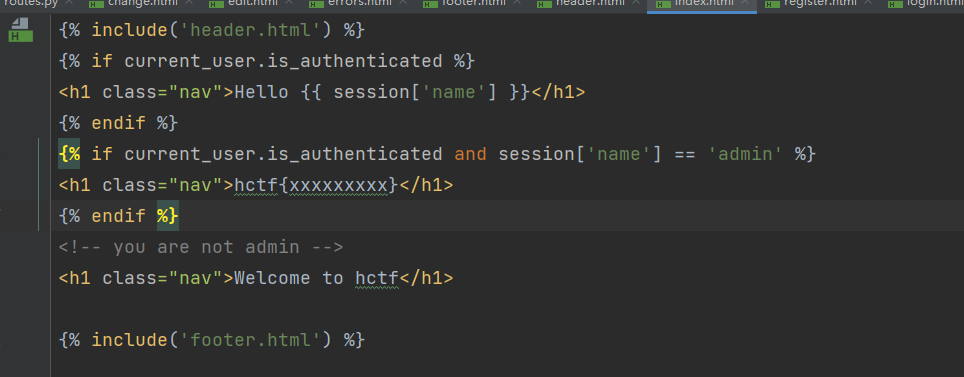 routes.py change.html edit.html errors.html footer.html header.html index.html register.html login.html
{% include('header.html') %}
{% if current_user.is_authenticated %}
<h1 class="nav">Hello {{ session['name'] }}</h1>
{% endif %}
{% if current_user.is_authenticated and session['name'] == 'admin' %}
<h1 class="nav">hctf{xxxxxxxxx}</h1>
{% endif %}
<!-- you are not admin -->
<h1 class="nav">Welcome to hctf</h1>
{% include('footer.html') %}